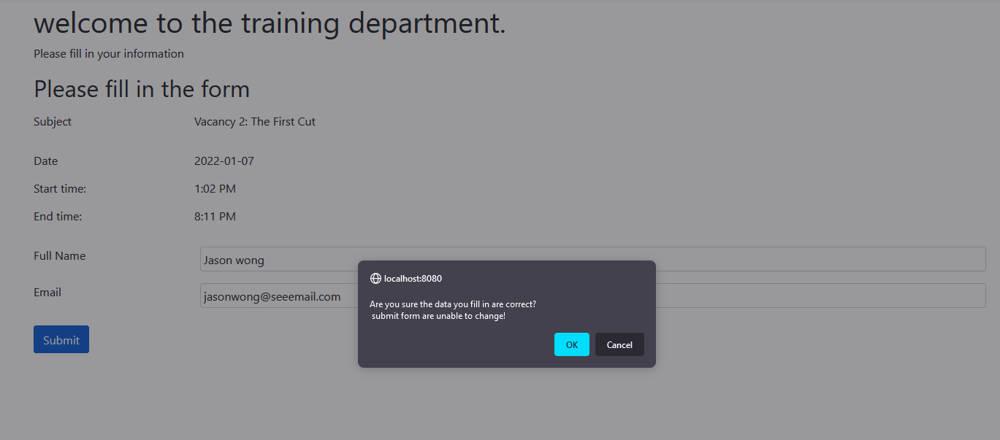 welcome to the training department.
Please fill in your information
Please fill in the form
Subject Vacancy 2: The First Cut
Date 2022-01-07
Start time: 1:02 PM
End time: 8:11 PM
Full Name Jason wong
Email jasonwong@seeemail.com
Submit
localhost:8080
Are you sure the data you fill in are correct?
submit form are unable to change!
OK Cancel